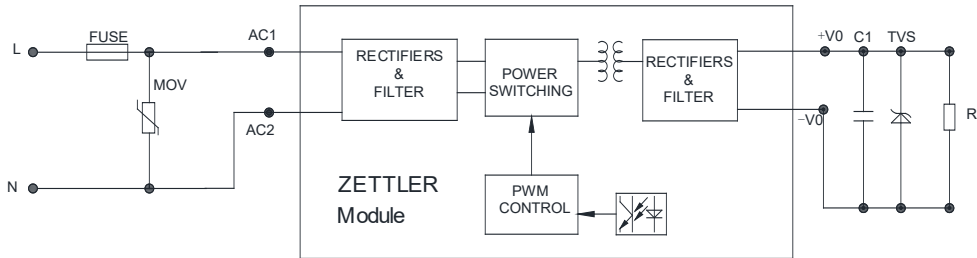 L
FUSE
AC1
MOV
AC2
N
RECTIFIERS
&
FILTER
POWER
SWITCHING
RECTIFIERS
&
FILTER
PWM
CONTROL
ZETTLER
Module
+V0
C1
TVS
-V0
R